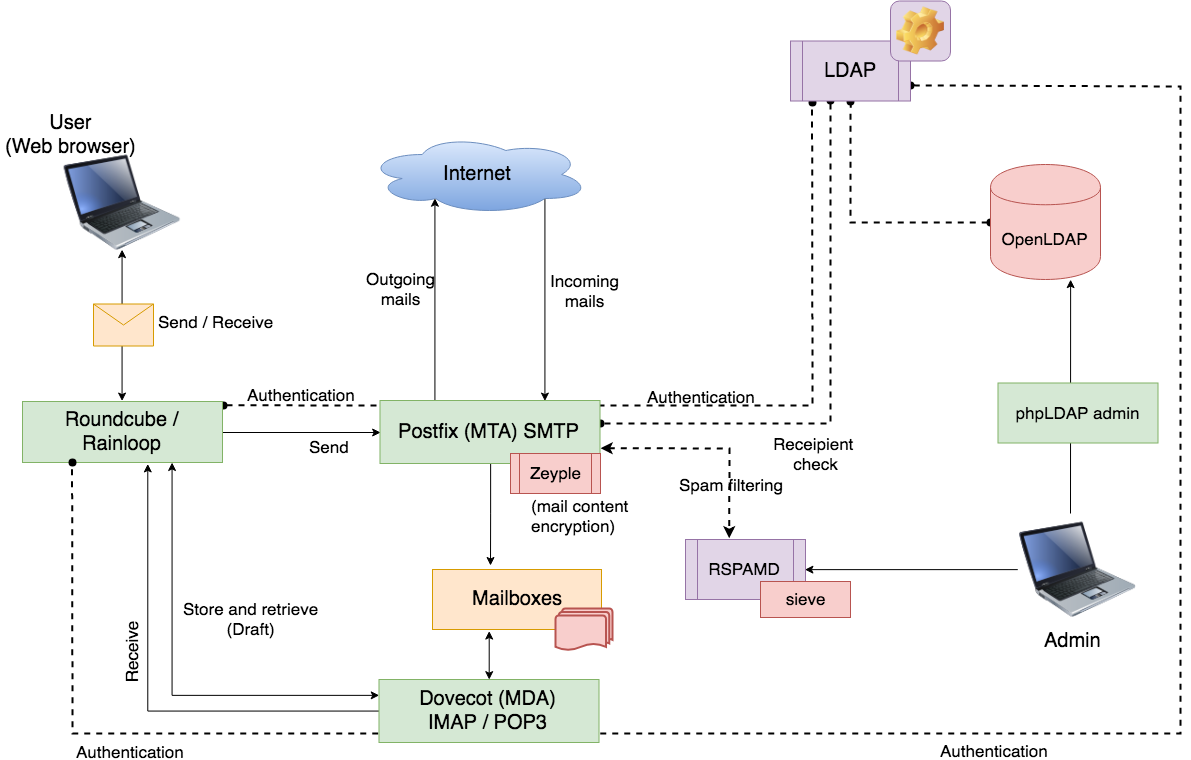 LDAP
User
(Web browser)
Internet
OpenLDAP
Outgoing
mails
Incoming
mails
Send / Receive
Authentication
Authentication
Roundcube /
Rainloop
Postfix (MTA) SMTP
phpLDAP admin
Send
Receipient
check
Zeyple
Spam filtering
(mail content
encryption)
RSPAMD
sieve
Mailboxes
Store and retrieve
(Draft)
Receive
Admin
Dovecot (MDA)
IMAP / POP3
Authentication
Authentication